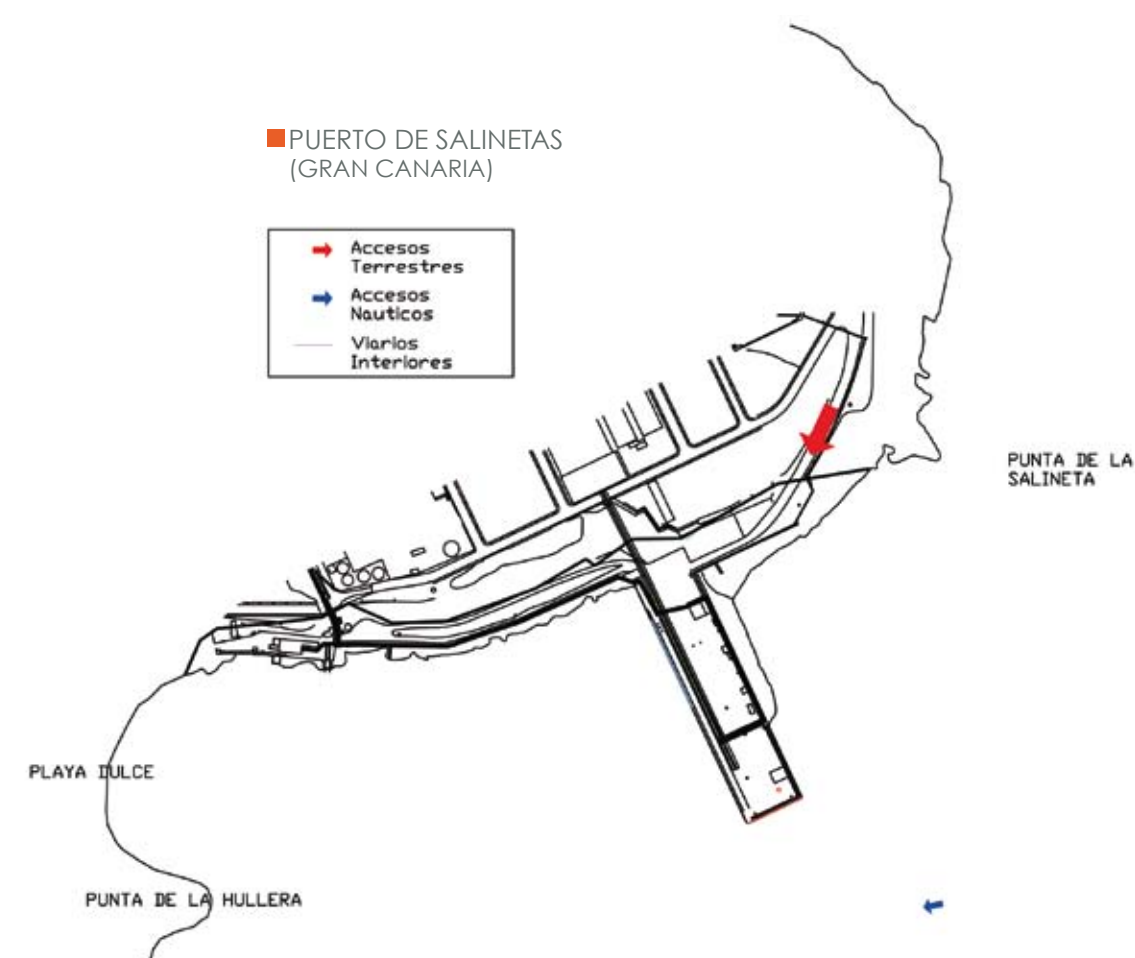 PUERTO DE SALINETAS
(GRAN CANARIA)
Accesos
Terrestres
Accesos
Nauticos
Viarios
Interiores
PUNTA DE LA
SALINETA
PLAYA DULCE
PUNTA DE LA HULLERA